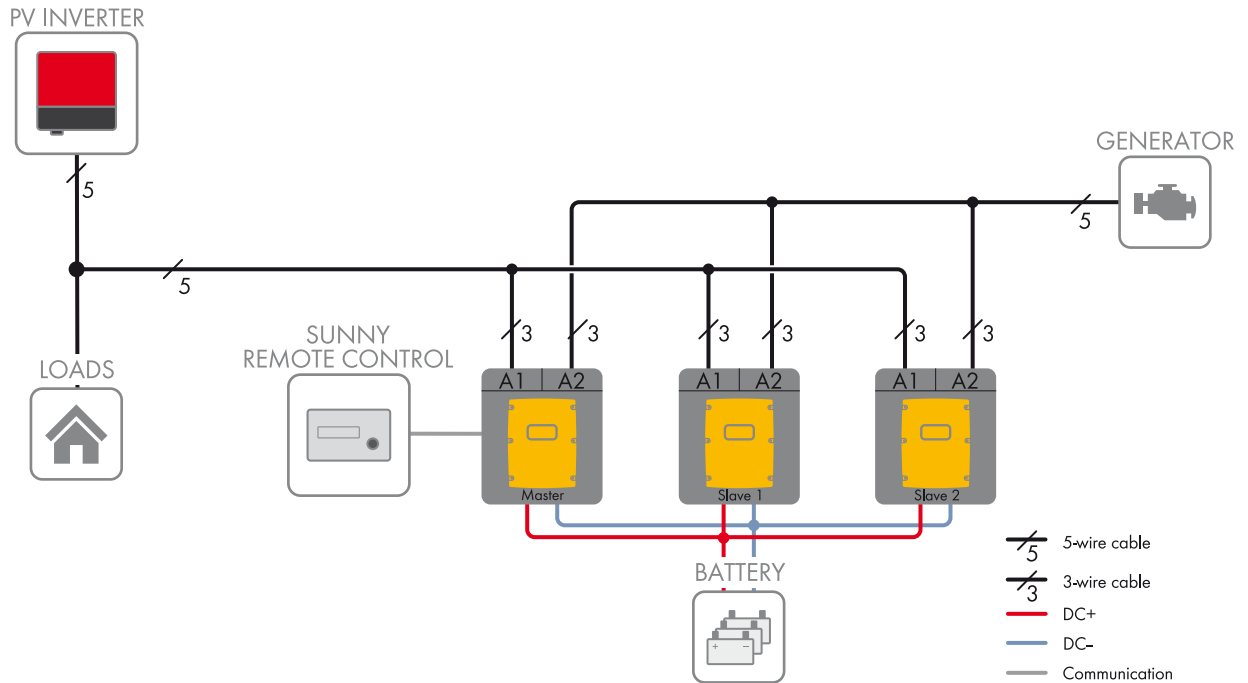 PV INVERTER
GENERATOR
5
5
5
SUNNY
REMOTE CONTROL
3
3
3
3
3
3
LOADS
A1 A2
A1 A2
A1 A2
Master
Slave 1
Slave 2
BATTERY
+ −
5 5-wire cable
3 3-wire cable
DC+
DC−
Communication